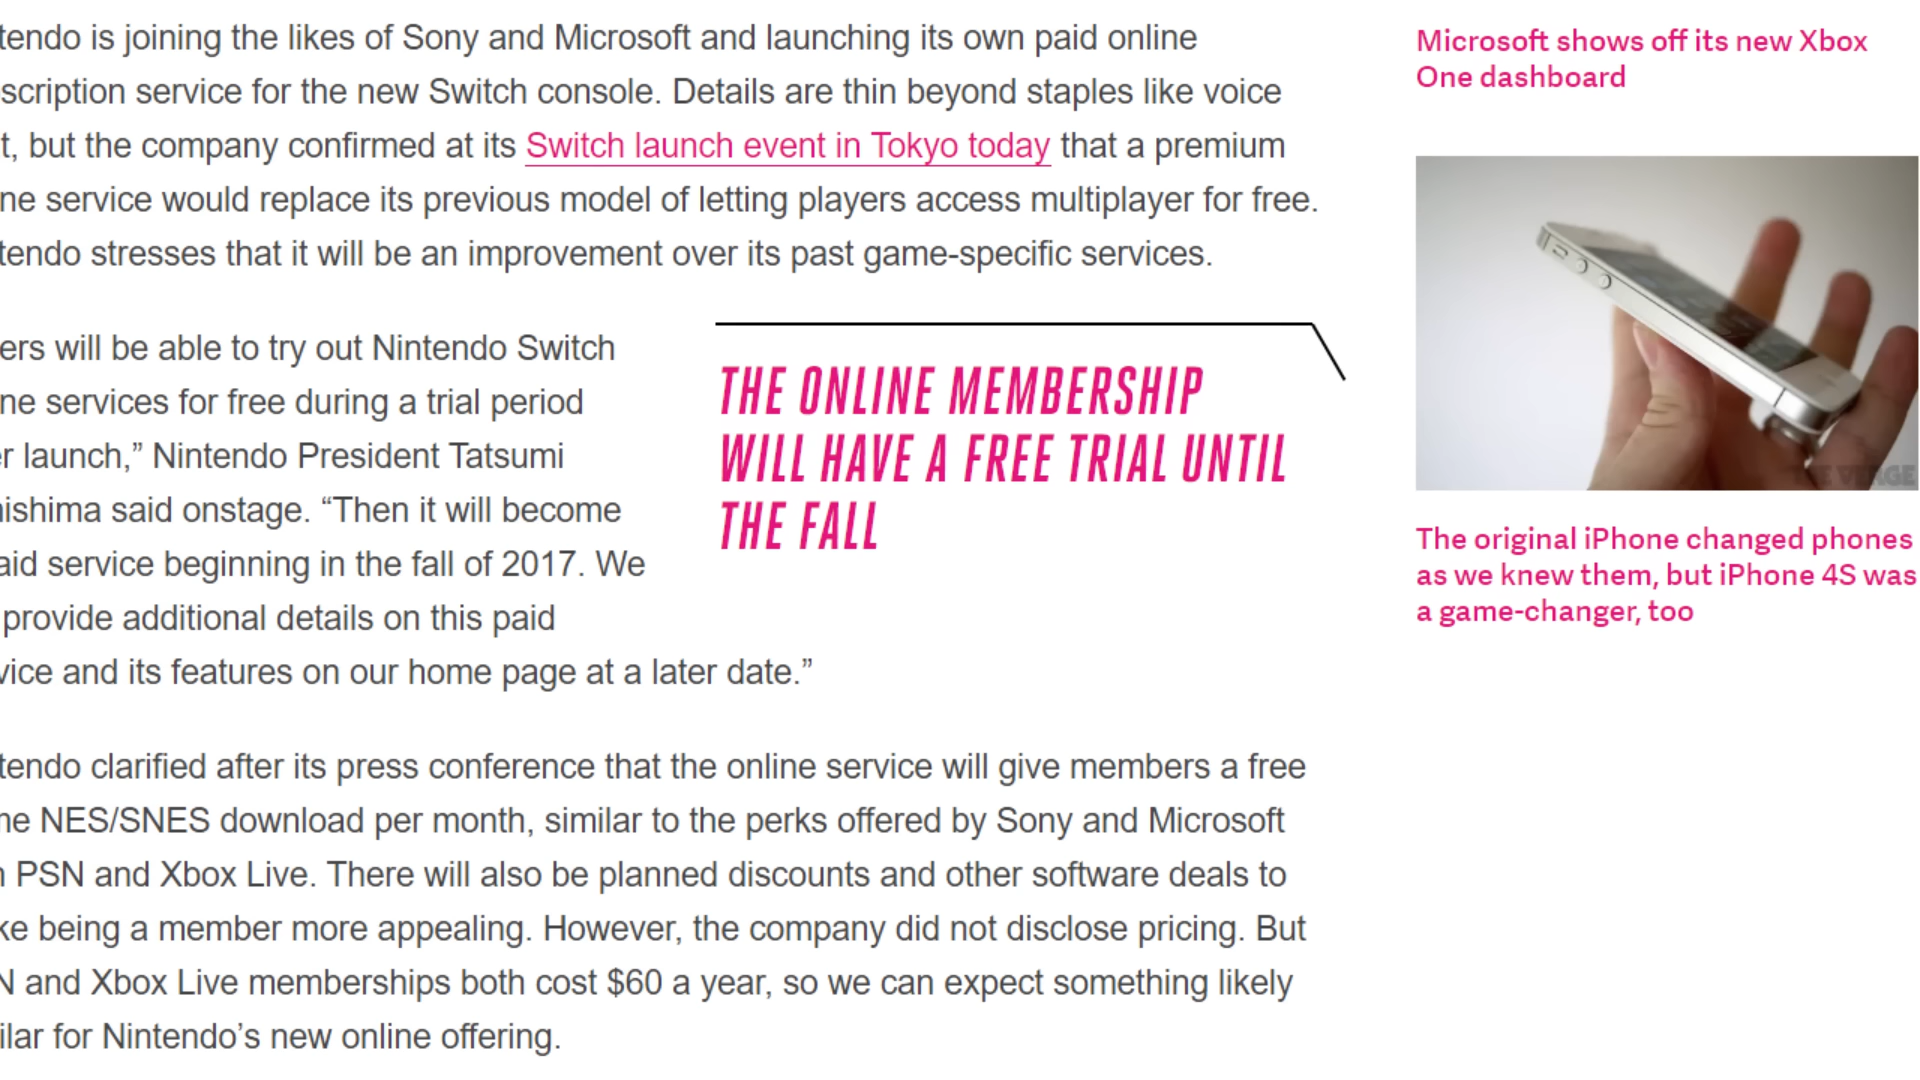 tendo is joining the likes of Sony and Microsoft and launching its own paid online
scription service for the new Switch console. Details are thin beyond staples like voice
t, but the company confirmed at its Switch launch event in Tokyo today that a premium
ne service would replace its previous model of letting players access multiplayer for free.
tendo stresses that it will be an improvement over its past game-specific services.
ers will be able to try out Nintendo Switch
ne services for free during a trial period
er launch,” Nintendo President Tatsumi
ishima said onstage. “Then it will become
aid service beginning in the fall of 2017. We
provide additional details on this paid
vice and its features on our home page at a later date.”
THE ONLINE MEMBERSHIP
WILL HAVE A FREE TRIAL UNTIL
THE FALL
tendo clarified after its press conference that the online service will give members a free
me NES/SNES download per month, similar to the perks offered by Sony and Microsoft
n PSN and Xbox Live. There will also be planned discounts and other software deals to
ke being a member more appealing. However, the company did not disclose pricing. But
N and Xbox Live memberships both cost $60 a year, so we can expect something likely
ilar for Nintendo’s new online offering.
Microsoft shows off its new Xbox
One dashboard
THE VERGE
The original iPhone changed phones
as we knew them, but iPhone 4S was
a game-changer, too